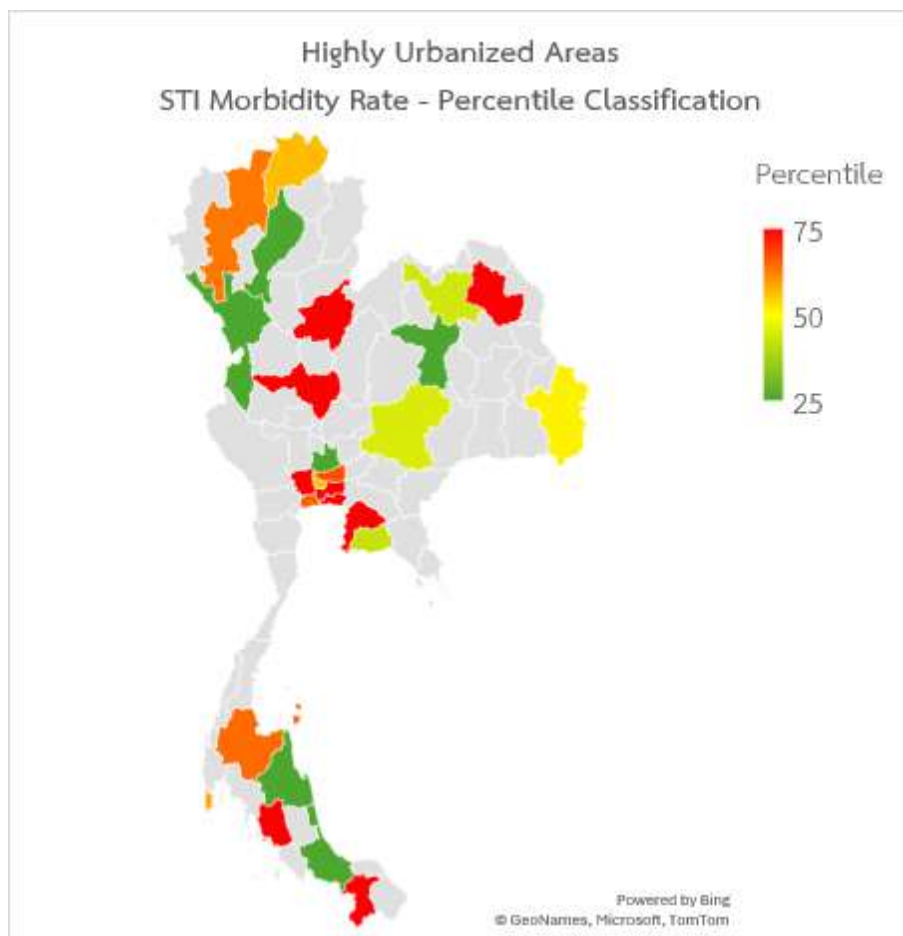 Highly Urbanized Areas
STI Morbidity Rate - Percentile Classification
Percentile
75
50
25
Powered by Bing
© GeoNames, Microsoft, TomTom